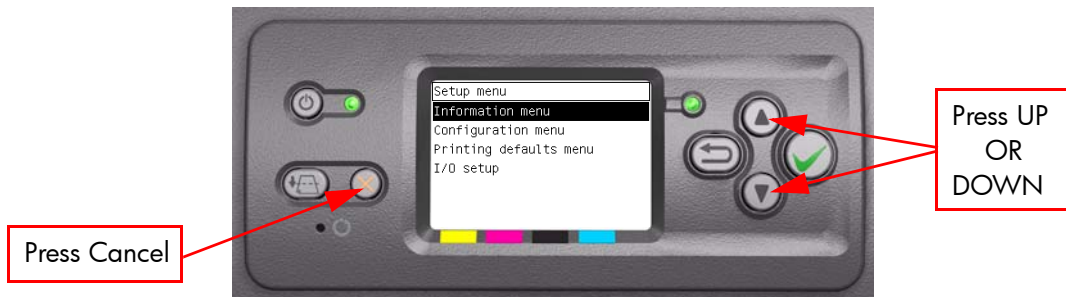 Setup menu
Information menu
Configuration menu
Printing defaults menu
I/O setup
Press UP
OR
DOWN
Press Cancel